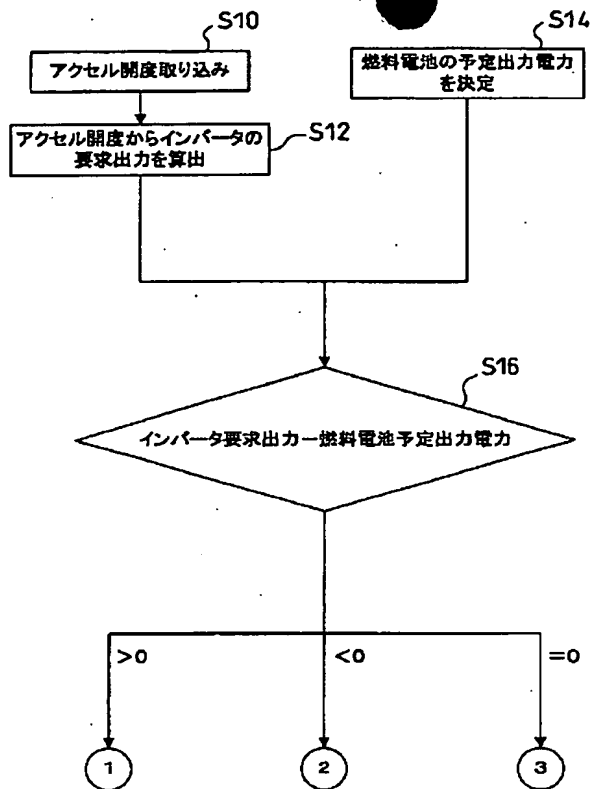 S10
アクセル開度取り込み
S14
燃料電池の予定出力電力
を決定
S12
アクセル開度からインバータの
要求出力を算出
S16
インバータ要求出力ー燃料電池予定出力電力
>0
<0
=0
1
2
3